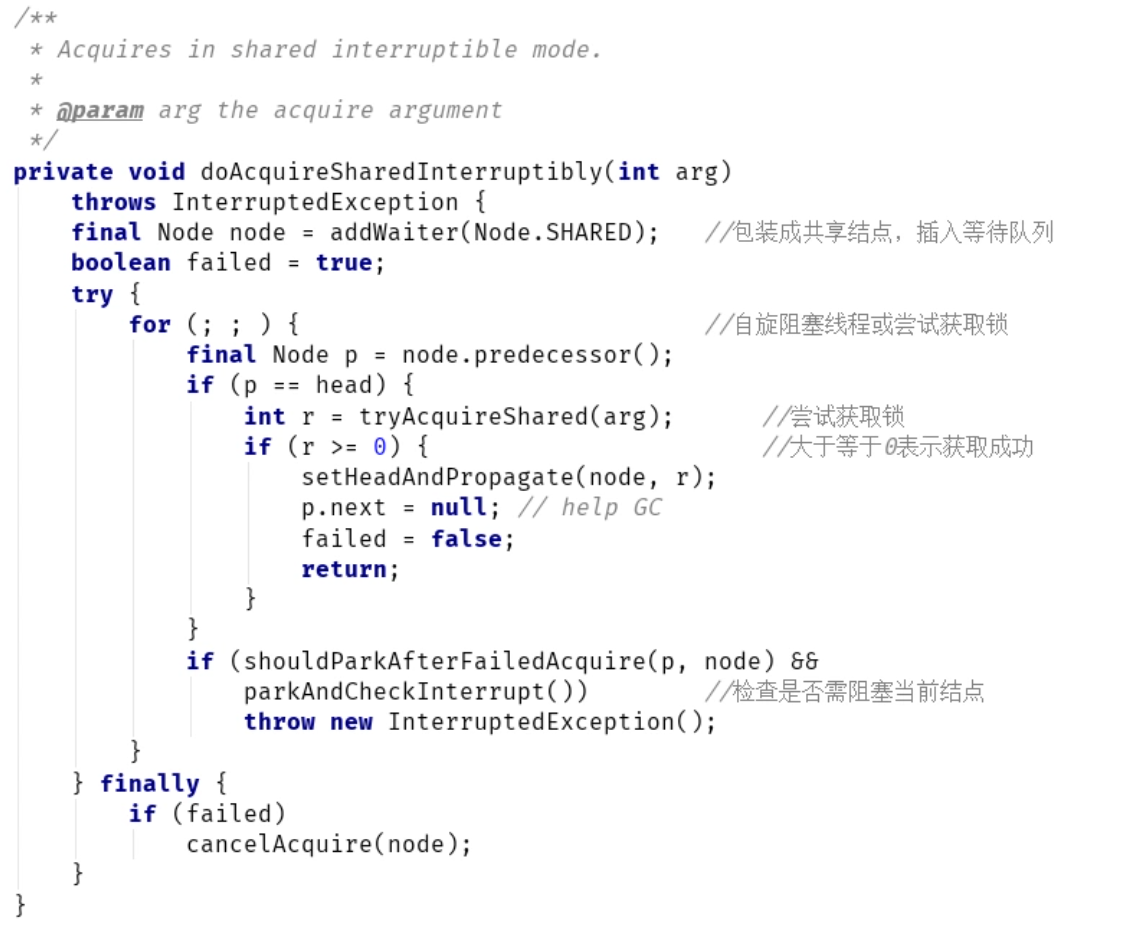 /**
 * Acquires in shared interruptible mode.
 *
 * @param arg the acquire argument
 */
private void doAcquireSharedInterruptibly(int arg)
    throws InterruptedException {
    final Node node = addWaiter(Node.SHARED);   //包装成共享结点，插入等待队列
    boolean failed = true;
    try {
        for (; ; ) {                            //自旋阻塞线程或尝试获取锁
            final Node p = node.predecessor();
            if (p == head) {
                int r = tryAcquireShared(arg);      //尝试获取锁
                if (r >= 0) {                       //大于等于0表示获取成功
                    setHeadAndPropagate(node, r);
                    p.next = null; // help GC
                    failed = false;
                    return;
                }
            }
            if (shouldParkAfterFailedAcquire(p, node) &&
                parkAndCheckInterrupt())        //检查是否需阻塞当前结点
                throw new InterruptedException();
        }
    } finally {
        if (failed)
            cancelAcquire(node);
    }
}